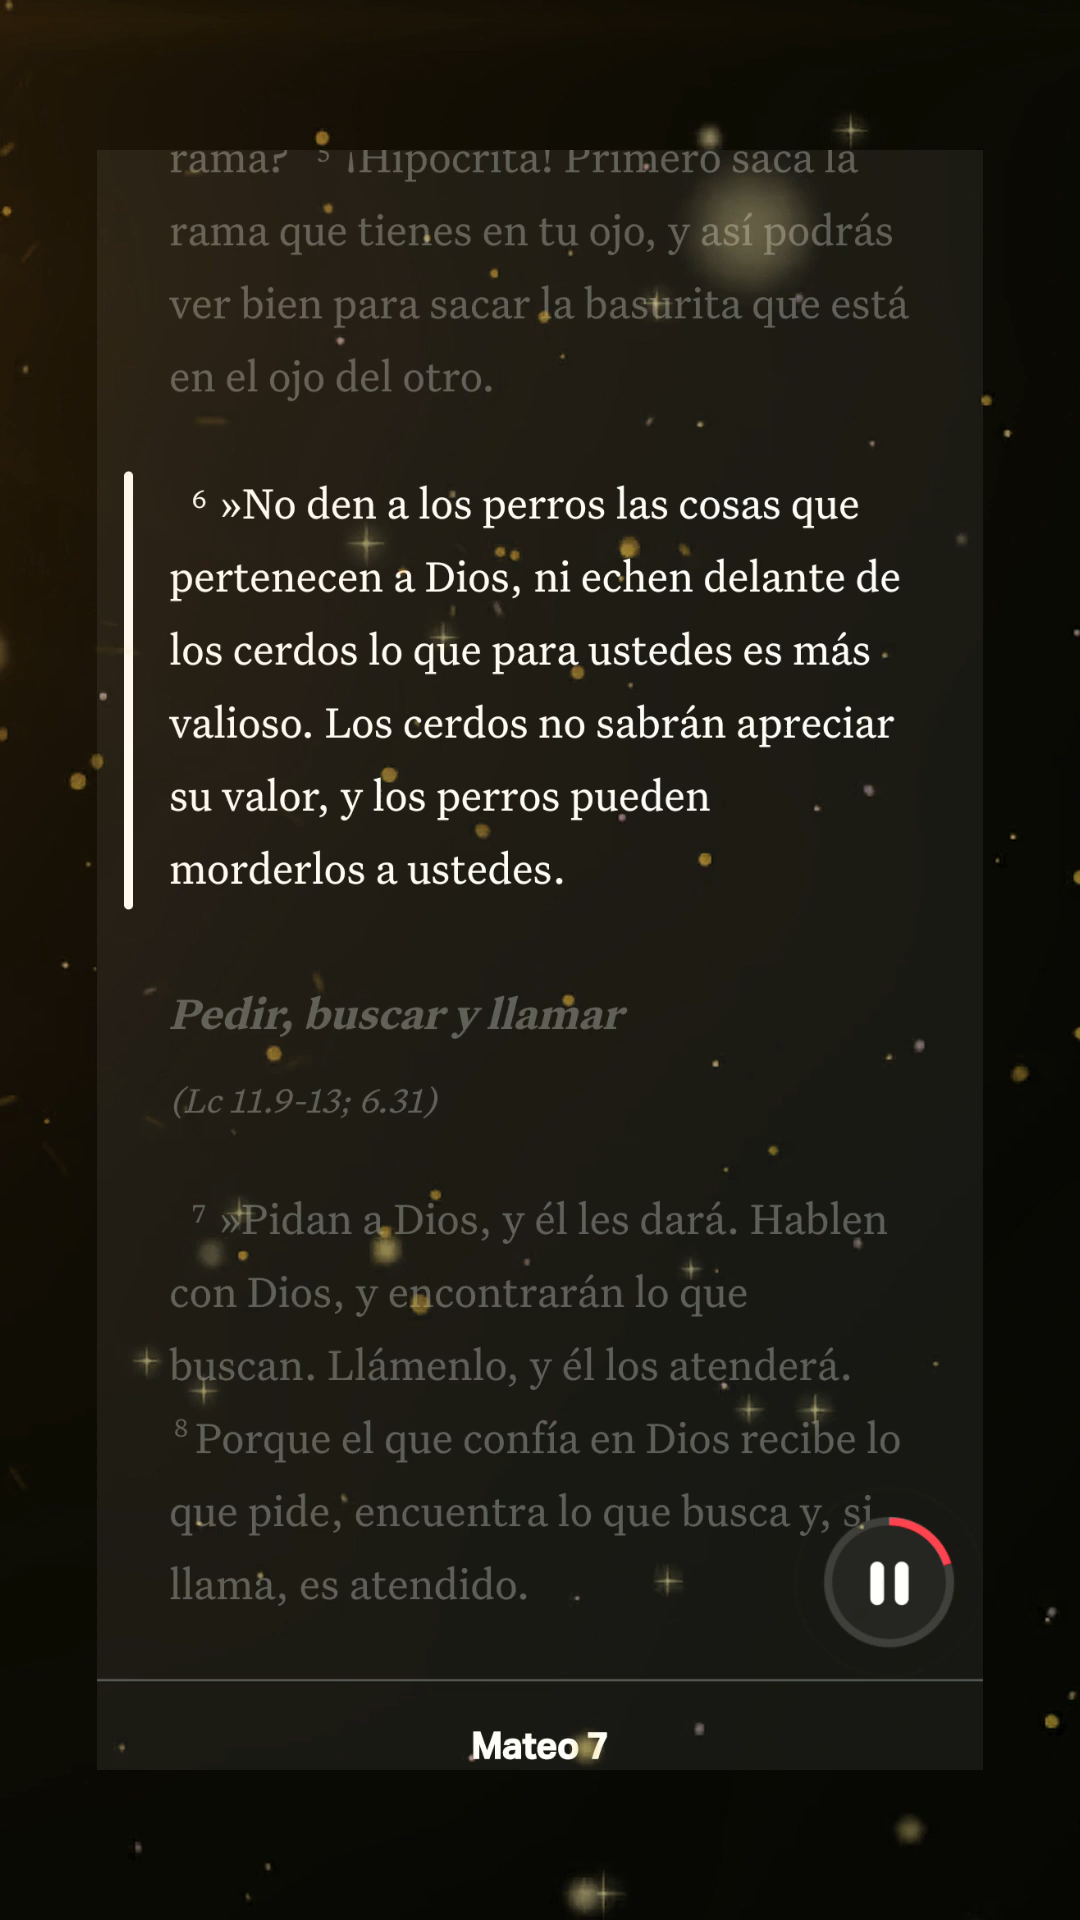 rama? 5 ¡Hipócrita! Primero saca la
rama que tienes en tu ojo, y así podrás
ver bien para sacar la basurita que está
en el ojo del otro.
6 »No den a los perros las cosas que
pertenecen a Dios, ni echen delante de
los cerdos lo que para ustedes es más
valioso. Los cerdos no sabrán apreciar
su valor, y los perros pueden
morderlos a ustedes.
Pedir, buscar y llamar
(Lc 11.9-13; 6.31)
7 »Pidan a Dios, y él les dará. Hablen
con Dios, y encontrarán lo que
buscan. Llámenlo, y él los atenderá.
8 Porque el que confía en Dios recibe lo
que pide, encuentra lo que busca y, si
llama, es atendido.
Mateo 7